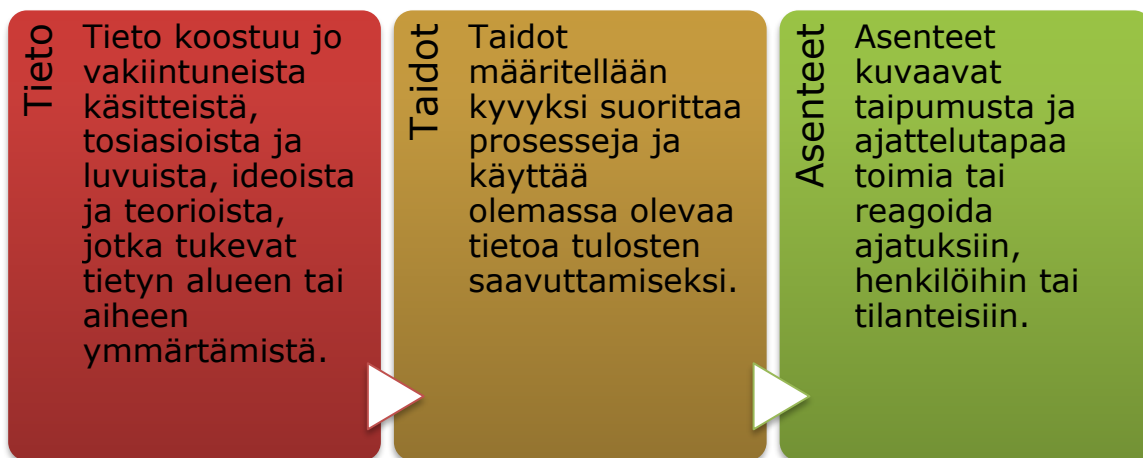 Tieto
Tieto koostuu jo
vakiintuneista
käsitteistä,
tosiasioista ja
luvuista, ideoista
ja teorioista,
jotka tukevat
tietyn alueen tai
aiheen
ymmärtämistä.
Taidot
Taidot
määritellään
kyvyksi suorittaa
prosesseja ja
käyttää
olemassa olevaa
tietoa tulosten
saavuttamiseksi.
Asenteet
Asenteet
kuvaavat
taipumusta ja
ajattelutapaa
toimia tai
reagoida
ajatuksiin,
henkilöihin tai
tilanteisiin.